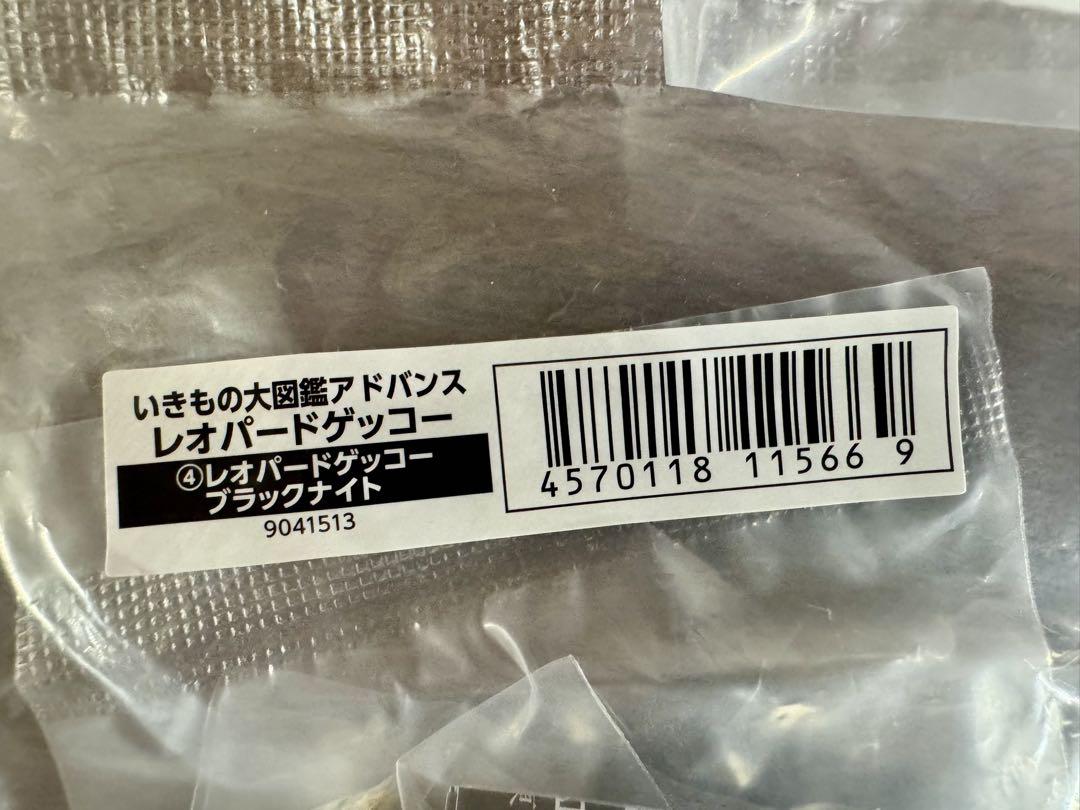 いきもの大図鑑アドバンス
レオパードゲッコー
④レオパードゲッコー
ブラックナイト
9041513
4570118 11566 9